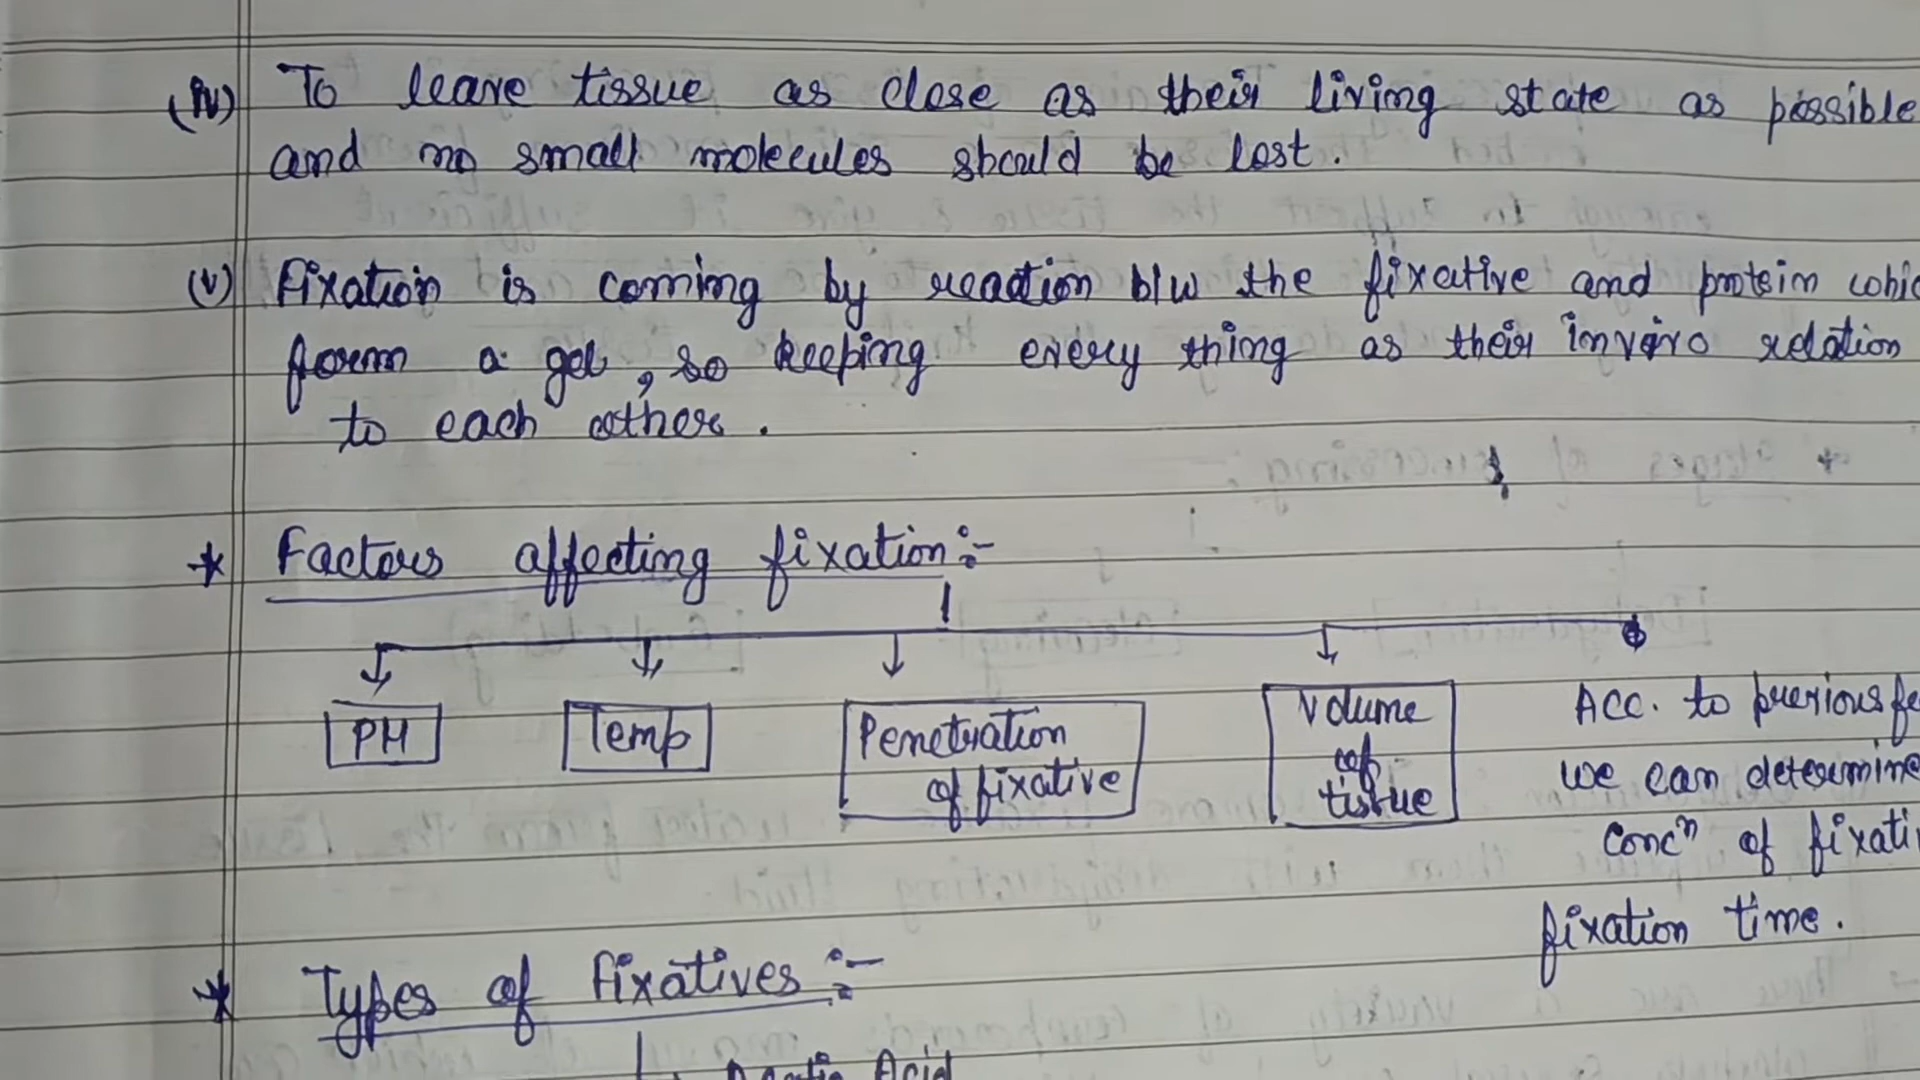 (iv) To leave tissue as close as their living state as possible
and no small molecules should be lost.
(v) Fixation is coming by reaction b/w the fixative and protein
form a gel, so keeping every thing as their invivo relation
to each other.
* Factors affecting fixation :-
PH
Temp
Penetration
of fixative
Volume
of
tissue
Acc. to previous
we can determine
Concn of
fixation time.
* Types of fixatives :-
Acid